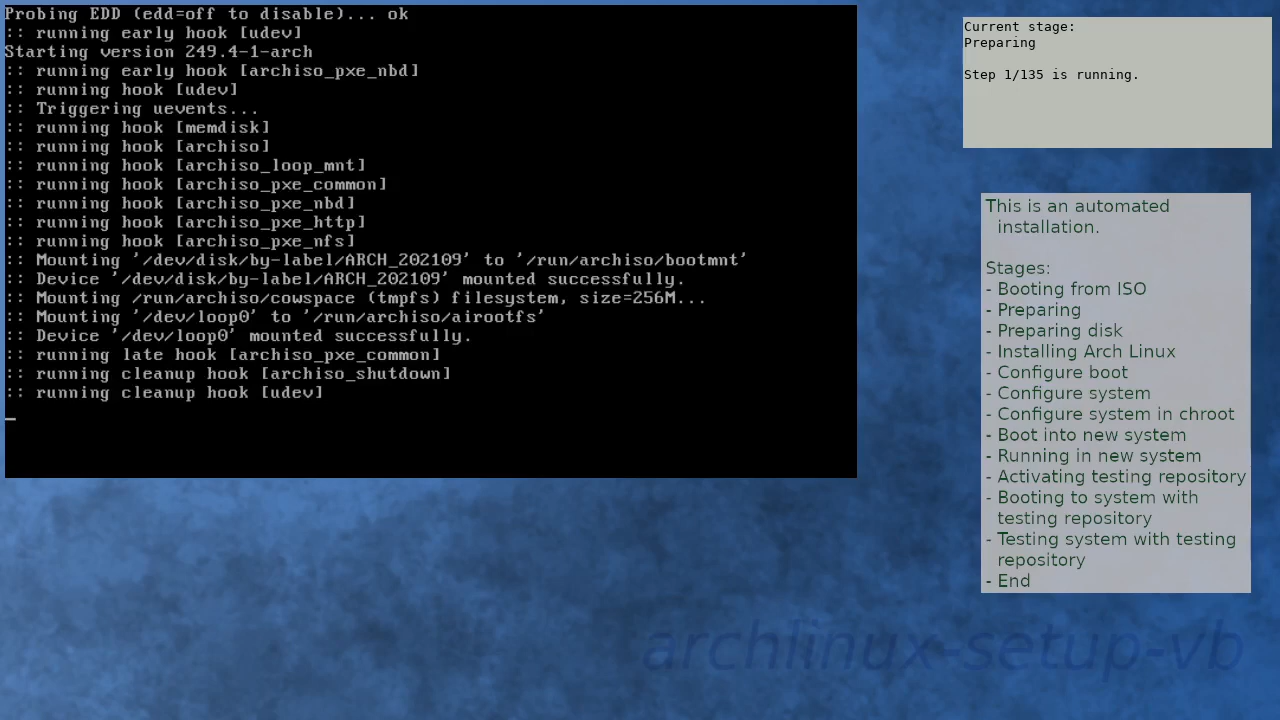 Probing EDD (edd=off to disable)... ok
:: running early hook [udev]
Starting version 249.4-1-arch
:: running early hook [archiso_pxe_nbd]
:: running hook [udev]
:: Triggering uevents...
:: running hook [memdisk]
:: running hook [archiso]
:: running hook [archiso_loop_mnt]
:: running hook [archiso_pxe_common]
:: running hook [archiso_pxe_nbd]
:: running hook [archiso_pxe_http]
:: running hook [archiso_pxe_nfs]
:: Mounting '/dev/disk/by-label/ARCH_202109' to '/run/archiso/bootmnt'
:: Device '/dev/disk/by-label/ARCH_202109' mounted successfully.
:: Mounting /run/archiso/cowspace (tmpfs) filesystem, size=256M...
:: Mounting '/dev/loop0' to '/run/archiso/airootfs'
:: Device '/dev/loop0' mounted successfully.
:: running late hook [archiso_pxe_common]
:: running cleanup hook [archiso_shutdown]
:: running cleanup hook [udev]
Current stage:
Preparing
Step 1/135 is running.
This is an automated
installation.
Stages:
- Booting from ISO
- Preparing
- Preparing disk
- Installing Arch Linux
- Configure boot
- Configure system
- Configure system in chroot
- Boot into new system
- Running in new system
- Activating testing repository
- Booting to system with
testing repository
- Testing system with testing
repository
- End
archlinux-setup-vb